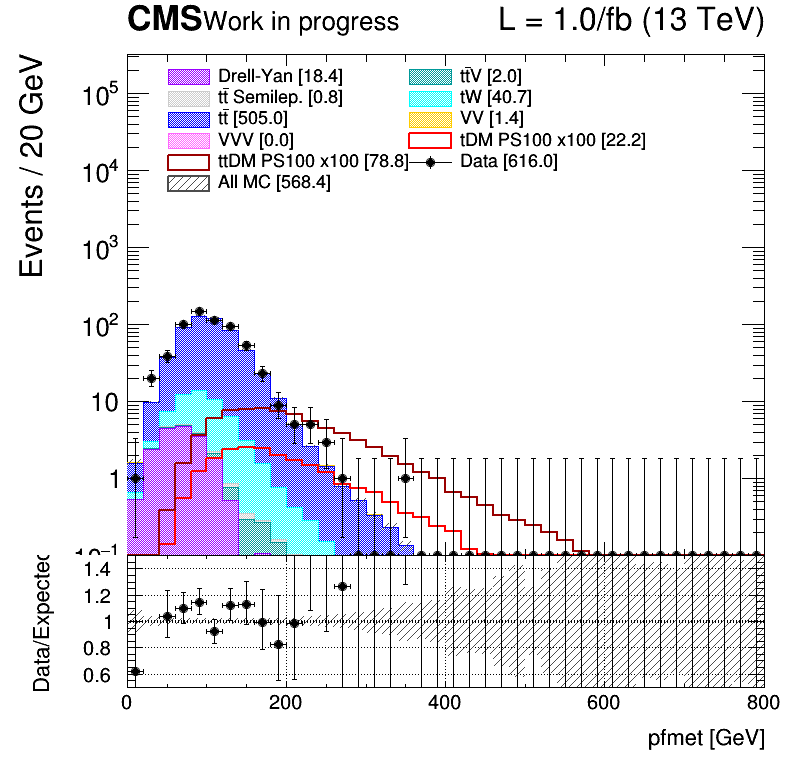 CMS Work in progress L = 1.0/fb (13 TeV)
Events / 20 GeV
Drell-Yan [18.4]
tt̄V [2.0]
tt̄ Semilep. [0.8]
tW [40.7]
tt̄ [505.0]
VV [1.4]
VVV [0.0]
tDM PS100 x100 [22.2]
ttDM PS100 x100 [78.8]
Data [616.0]
All MC [568.4]
10⁵
10⁴
10³
10²
10
1
10⁻¹
Data/Expected
1.4
1.2
1
0.8
0.6
0 200 400 600 800
pfmet [GeV]